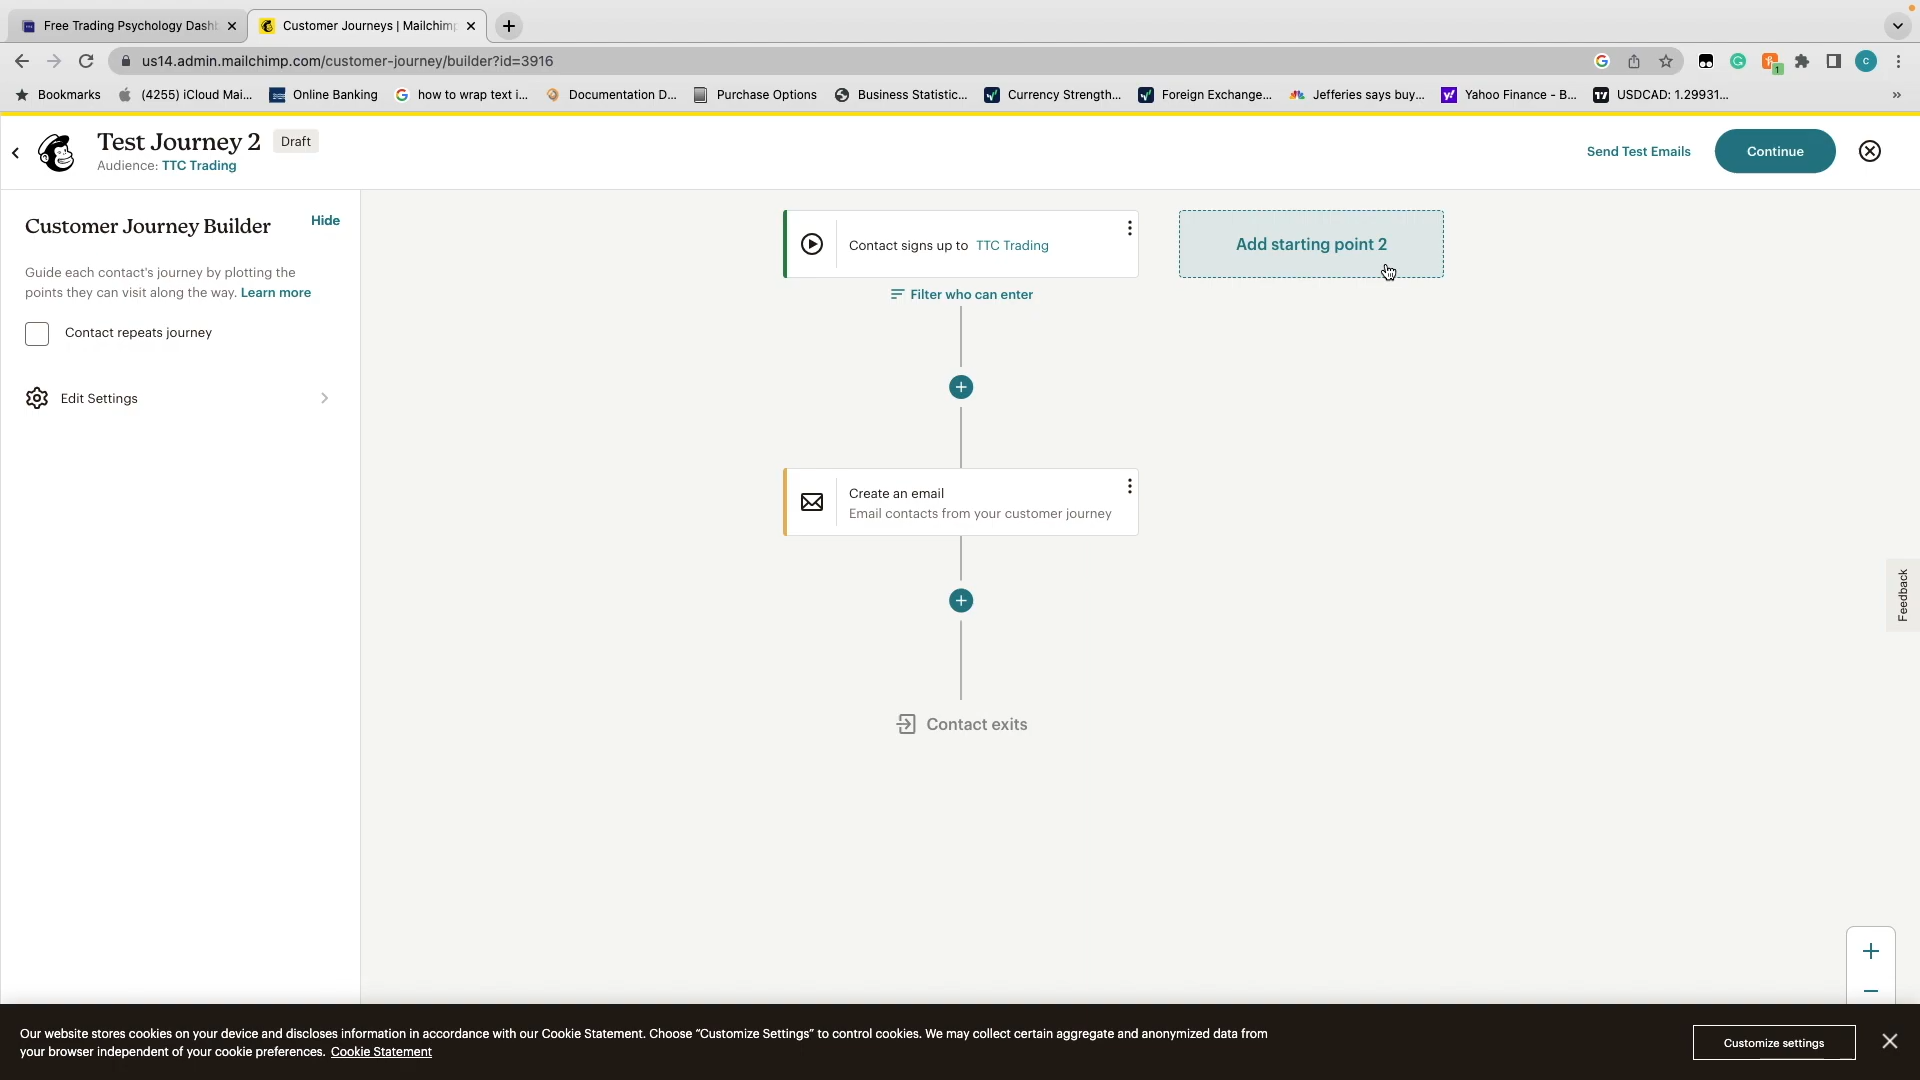 Free Trading Psychology Dashb
Customer Journeys | Mailchimp
us14.admin.mailchimp.com/customer-journey/builder?id=3916
1
C
Bookmarks
(4255) iCloud Mai...
Online Banking
how to wrap text i...
Documentation D...
Purchase Options
Business Statistic...
Currency Strength...
Foreign Exchange...
Jefferies says buy...
Yahoo Finance - B...
USDCAD: 1.29931...
»
Test Journey 2
Draft
Audience: TTC Trading
Send Test Emails
Continue
Customer Journey Builder
Hide
Guide each contact's journey by plotting the
points they can visit along the way. Learn more
Contact repeats journey
Edit Settings
Contact signs up to TTC Trading
Add starting point 2
Filter who can enter
Create an email
Email contacts from your customer journey
Contact exits
Feedback
Our website stores cookies on your device and discloses information in accordance with our Cookie Statement. Choose "Customize Settings" to control cookies. We may collect certain aggregate and anonymized data from
your browser independent of your cookie preferences. Cookie Statement
Customize settings